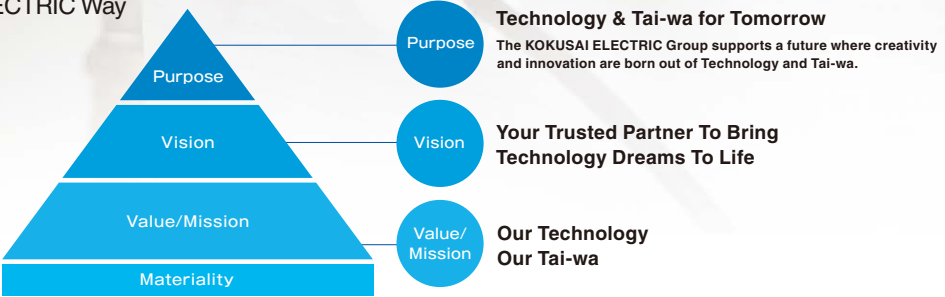 ECTRIC Way
Purpose
Vision
Value/Mission
Materiality
Purpose
Technology & Tai-wa for Tomorrow
The KOKUSAI ELECTRIC Group supports a future where creativity
and innovation are born out of Technology and Tai-wa.
Vision
Your Trusted Partner To Bring
Technology Dreams To Life
Value/
Mission
Our Technology
Our Tai-wa